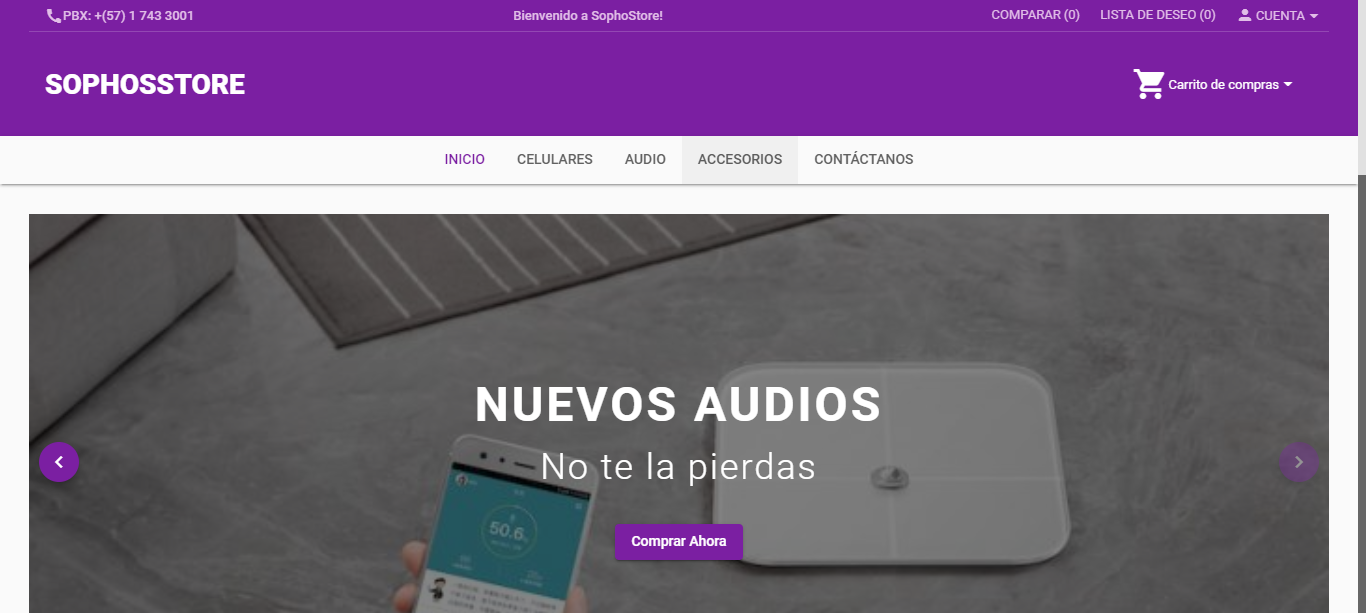 PBX: +(57) 1 743 3001
Bienvenido a SophoStore!
COMPARAR (0)
LISTA DE DESEO (0)
CUENTA
SOPHOSSTORE
Carrito de compras
INICIO
CELULARES
AUDIO
ACCESORIOS
CONTÁCTANOS
NUEVOS AUDIOS
No te la pierdas
50.6
Comprar Ahora